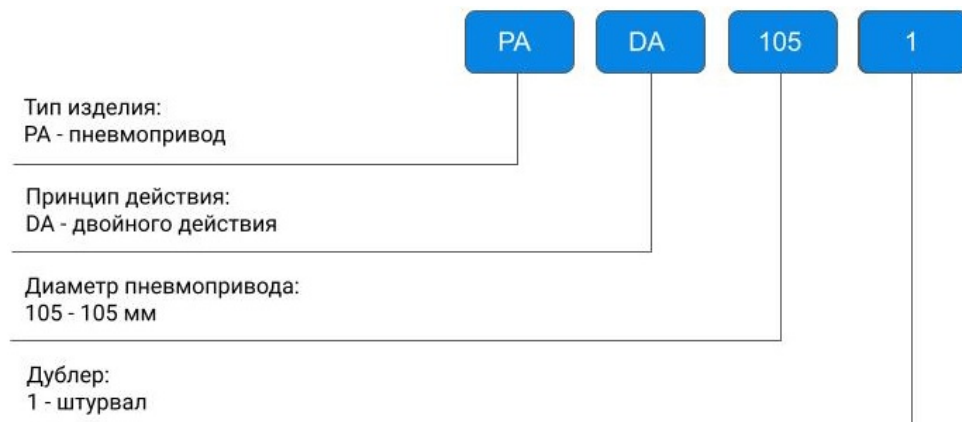 PA DA 105 1
Тип изделия:
PA - пневмопривод
Принцип действия:
DA - двойного действия
Диаметр пневмопривода:
105 - 105 мм
Дублер:
1 - штурвал